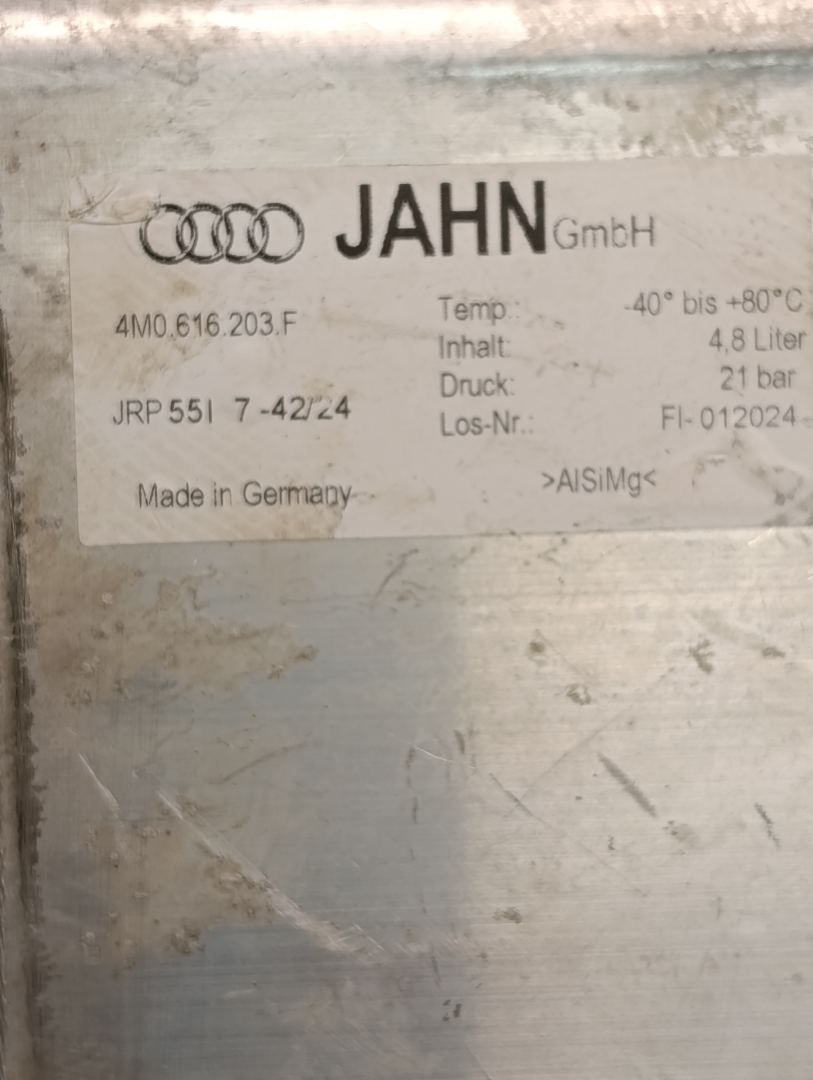 JAHN GmbH
4M0.616.203.F
Temp.: -40° bis +80°C
Inhalt: 4,8 Liter
Druck: 21 bar
JRP 55I 7 -42/24
Los-Nr.: FI- 012024
Made in Germany
>AlSiMg<